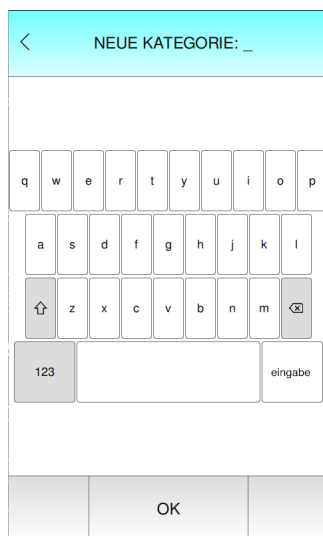 NEUE KATEGORIE: _
q w e r t y u i o p
a s d f g h j k l
z x c v b n m
123 eingabe
OK